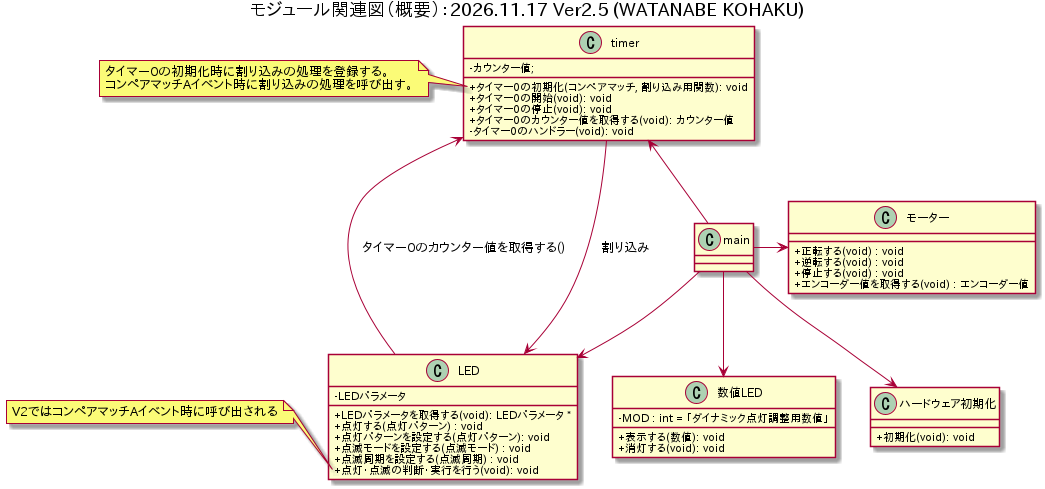 モジュール関連図（概要）：2026.11.17 Ver2.5 (WATANABE KOHAKU)
C timer
-カウンター値;
+タイマー0の初期化(コンペアマッチ, 割り込み用関数): void
+タイマー0の開始(void): void
+タイマー0の停止(void): void
+タイマー0のカウンター値を取得する(void): カウンター値
-タイマー0のハンドラー(void): void
タイマー0の初期化時に割り込みの処理を登録する。
コンペアマッチAイベント時に割り込みの処理を呼び出す。
タイマー0のカウンター値を取得する()
割り込み
C main
C モーター
+正転する(void) : void
+逆転する(void) : void
+停止する(void) : void
+エンコーダー値を取得する(void) : エンコーダー値
C LED
-LEDパラメータ
+LEDパラメータを取得する(void): LEDパラメータ *
+点灯する(点灯パターン) : void
+点灯パターンを設定する(点灯パターン): void
+点滅モードを設定する(点滅モード) : void
+点滅周期を設定する(点滅周期) : void
+点灯・点滅の判断・実行を行う(void): void
V2ではコンペアマッチAイベント時に呼び出される
C 数値LED
-MOD : int = 「ダイナミック点灯調整用数値」
+表示する(数値): void
+消灯する(void): void
C ハードウェア初期化
+初期化(void): void